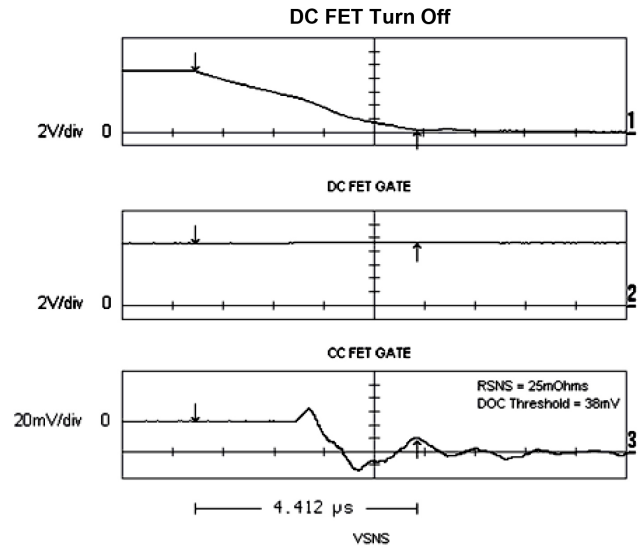 DC FET Turn Off
2V/div 0
1
DC FET GATE
2V/div 0
2
CC FET GATE
RSNS = 25mOhms
DOC Threshold = 38mV
20mV/div 0
3
4.412 µs
VSNS